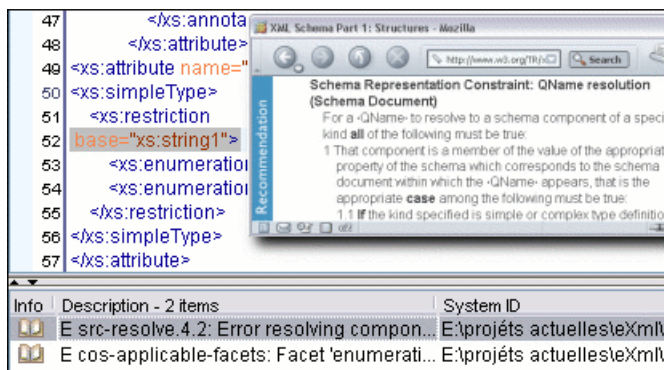 47 </xs:annota
48 </xs:attribute>
49 <xs:attribute name="
50 <xs:simpleType>
51 <xs:restriction
52 base="xs:string1">
53 <xs:enumeration
54 <xs:enumeration
55 </xs:restriction>
56 </xs:simpleType>
57 </xs:attribute>
XML Schema Part 1: Structures - Mozilla
http://www.w3.org/TR/x
Search
Recommendation
Schema Representation Constraint: QName resolution
(Schema Document)
For a ·QName· to resolve to a schema component of a speci
kind all of the following must be true:
1 That component is a member of the value of the appropriat
property of the schema which corresponds to the schema
document within which the ·QName· appears, that is the
appropriate case among the following must be true:
1.1 If the kind specified is simple or complex type definitio
Info Description - 2 items System ID
E src-resolve.4.2: Error resolving compon... E:\projéts actuelles\eXml\
E cos-applicable-facets: Facet 'enumerati... E:\projéts actuelles\eXml\